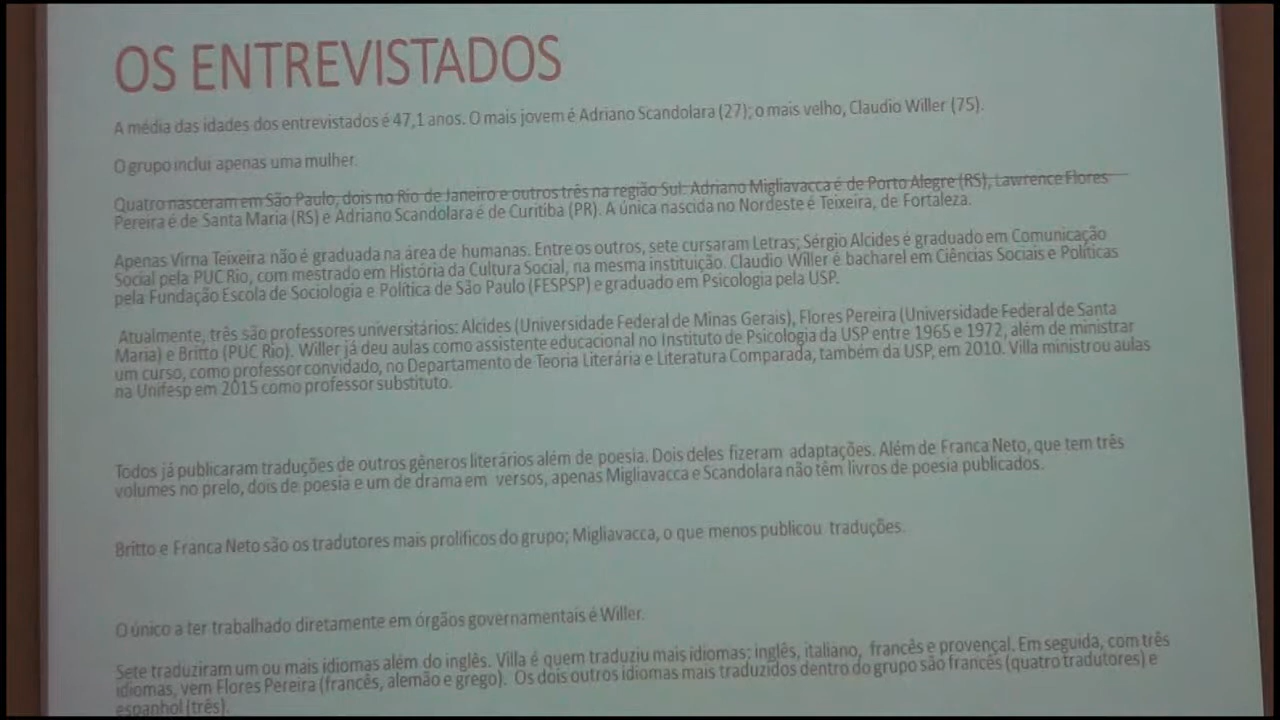 OS ENTREVISTADOS
A média das idades dos entrevistados é 47,1 anos. O mais jovem é Adriano Scandolara (27); o mais velho, Claudio Willer (75).
O grupo inclui apenas uma mulher.
Quatro nasceram em São Paulo, dois no Rio de Janeiro e outros três na região Sul: Adriano Migliavacca é de Porto Alegre (RS), Lawrence Flores
Pereira é de Santa Maria (RS) e Adriano Scandolara é de Curitiba (PR). A única nascida no Nordeste é Teixeira, de Fortaleza.
Apenas Virna Teixeira não é graduada na área de humanas. Entre os outros, sete cursaram Letras; Sérgio Alcides é graduado em Comunicação
Social pela PUC Rio, com mestrado em História da Cultura Social, na mesma instituição. Claudio Willer é bacharel em Ciências Sociais e Políticas
pela Fundação Escola de Sociologia e Política de São Paulo (FESPSP) e graduado em Psicologia pela USP.
Atualmente, três são professores universitários: Alcides (Universidade Federal de Minas Gerais), Flores Pereira (Universidade Federal de Santa
Maria) e Britto (PUC Rio). Willer já deu aulas como assistente educacional no Instituto de Psicologia da USP entre 1965 e 1972, além de ministrar
um curso, como professor convidado, no Departamento de Teoria Literária e Literatura Comparada, também da USP, em 2010. Villa ministrou aulas
na Unifesp em 2015 como professor substituto.
Todos já publicaram traduções de outros gêneros literários além de poesia. Dois deles fizeram adaptações. Além de Franca Neto, que tem três
volumes no prelo, dois de poesia e um de drama em versos, apenas Migliavacca e Scandolara não têm livros de poesia publicados.
Britto e Franca Neto são os tradutores mais prolíficos do grupo; Migliavacca, o que menos publicou traduções.
O único a ter trabalhado diretamente em órgãos governamentais é Willer.
Sete traduziram um ou mais idiomas além do inglês. Villa é quem traduziu mais idiomas: inglês, italiano, francês e provençal. Em seguida, com três
idiomas, vem Flores Pereira (francês, alemão e grego). Os dois outros idiomas mais traduzidos dentro do grupo são francês (quatro tradutores) e
espanhol (três).